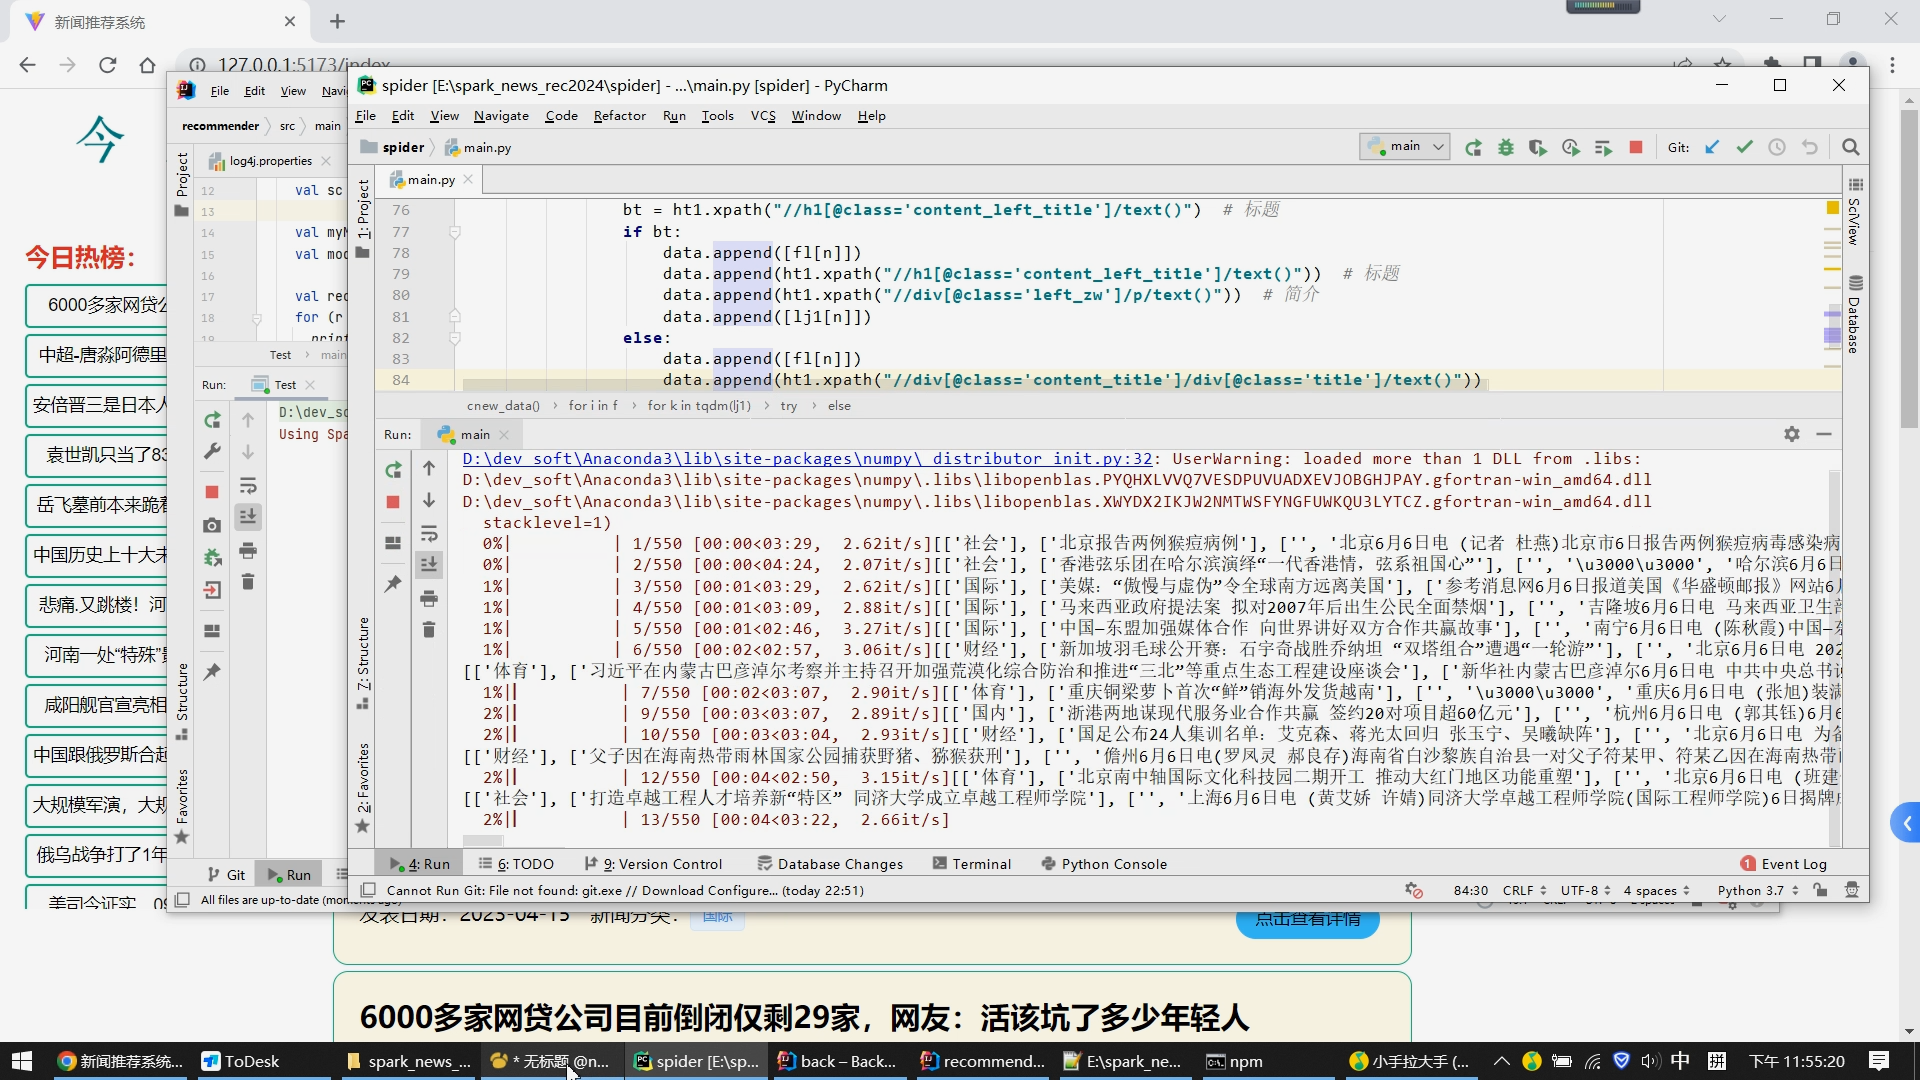 新闻推荐系统
127.0.0.1:5173/index
今
今日热榜：
6000多家网贷公
中超-唐淼阿德里
安倍晋三是日本人
袁世凯只当了83
岳飞墓前本来跪着
中国历史上十大未
悲痛.又跳楼！河
河南一处“特殊”
咸阳舰官宣亮相
中国跟俄罗斯合起
大规模军演，大规
俄乌战争打了1年
美司令证实
File Edit View Navi
recommender src main
Project
log4j.properties
12 val sc
13
14 val myM
15 val mod
16
17 val rec
18 for (r
19 print
Test main
Run: Test
D:\dev_so
Using Spa
Structure
Favorites
Git Run
All files are up-to-date (mom
spider [E:\spark_news_rec2024\spider] - ...\main.py [spider] - PyCharm
File Edit View Navigate Code Refactor Run Tools VCS Window Help
spider main.py
main Git:
1: Project
main.py
SciView
Database
76 bt = ht1.xpath("//h1[@class='content_left_title']/text()") # 标题
77 if bt:
78 data.append([fl[n]])
79 data.append(ht1.xpath("//h1[@class='content_left_title']/text()")) # 标题
80 data.append(ht1.xpath("//div[@class='left_zw']/p/text()")) # 简介
81 data.append([lj1[n]])
82 else:
83 data.append([fl[n]])
84 data.append(ht1.xpath("//div[@class='content_title']/div[@class='title']/text()"))
cnew_data() for i in f for k in tqdm(lj1) try else
Run: main
D:\dev_soft\Anaconda3\lib\site-packages\numpy\_distributor_init.py:32: UserWarning: loaded more than 1 DLL from .libs:
D:\dev_soft\Anaconda3\lib\site-packages\numpy\.libs\libopenblas.PYQHXLVVQ7VESDPUVUADXEVJOBGHJPAY.gfortran-win_amd64.dll
D:\dev_soft\Anaconda3\lib\site-packages\numpy\.libs\libopenblas.XWYDX2IKJW2NMTWSFYNGFUWKQU3LYTCZ.gfortran-win_amd64.dll
stacklevel=1)
0%| | 1/550 [00:00<03:29, 2.62it/s][['社会'], ['北京报告两例猴痘病例'], ['', '北京6月6日电 (记者 杜燕)北京市6日报告两例猴痘病毒感染病
0%| | 2/550 [00:00<04:24, 2.07it/s][['社会'], ['香港弦乐团在哈尔滨演绎“一代香港情，弦系祖国心”'], ['', '\u3000\u3000', '哈尔滨6月6日
1%| | 3/550 [00:01<03:29, 2.62it/s][['国际'], ['美媒：“傲慢与虚伪”令全球南方远离美国'], ['参考消息网6月6日报道美国《华盛顿邮报》网站6月
1%| | 4/550 [00:01<03:09, 2.88it/s][['国际'], ['马来西亚政府提法案 拟对2007年后出生公民全面禁烟'], ['', '吉隆坡6月6日电 马来西亚卫生部
1%| | 5/550 [00:01<02:46, 3.27it/s][['国际'], ['中国—东盟加强媒体合作 向世界讲好双方合作共赢故事'], ['', '南宁6月6日电 (陈秋霞)中国—东
1%| | 6/550 [00:02<02:57, 3.06it/s][['财经'], ['新加坡羽毛球公开赛：石宇奇战胜乔纳坦 “双塔组合”遭遇“一轮游”'], ['', '北京6月6日电 202
[['体育'], ['习近平在内蒙古巴彦淖尔考察并主持召开加强荒漠化综合防治和推进“三北”等重点生态工程建设座谈会'], ['新华社内蒙古巴彦淖尔6月6日电 中共中央总书记
1%| | 7/550 [00:02<03:07, 2.90it/s][['体育'], ['重庆铜梁萝卜首次“鲜”销海外发货越南'], ['', '\u3000\u3000', '重庆6月6日电 (张旭)装满
2%| | 9/550 [00:03<03:07, 2.89it/s][['国内'], ['浙港两地谋现代服务业合作共赢 签约20对项目超60亿元'], ['', '杭州6月6日电 (郭其钰)6月6
2%| | 10/550 [00:03<03:04, 2.93it/s][['财经'], ['国足公布24人集训名单：艾克森、蒋光太回归 张玉宁、吴曦缺阵'], ['', '北京6月6日电 为备
[['财经'], ['父子因在海南热带雨林国家公园捕获野猪、猕猴获刑'], ['', '儋州6月6日电(罗凤灵 郝良存)海南省白沙黎族自治县一对父子符某甲、符某乙因在海南热带雨
2%| | 12/550 [00:04<02:50, 3.15it/s][['体育'], ['北京南中轴国际文化科技园二期开工 推动大红门地区功能重塑'], ['', '北京6月6日电 (班建
[['社会'], ['打造卓越工程人才培养新“特区” 同济大学成立卓越工程师学院'], ['', '上海6月6日电 (黄艾娇 许婧)同济大学卓越工程师学院(国际工程师学院)6日揭牌
2%| | 13/550 [00:04<03:22, 2.66it/s]
7: Structure
2: Favorites
4: Run 6: TODO 9: Version Control Database Changes Terminal Python Console 1 Event Log
Cannot Run Git: File not found: git.exe // Download Configure... (today 22:51) 84:30 CRLF UTF-8 4 spaces Python 3.7
发表日期：2023-04-15 新闻分类： 国际 点击查看详情
6000多家网贷公司目前倒闭仅剩29家，网友：活该坑了多少年轻人
新闻推荐系统... ToDesk spark_news_... * 无标题 @n... spider [E:\sp... back – Back... recommend... E:\spark_ne... npm 小手拉大手 (... 中 拼 下午 11:55:20